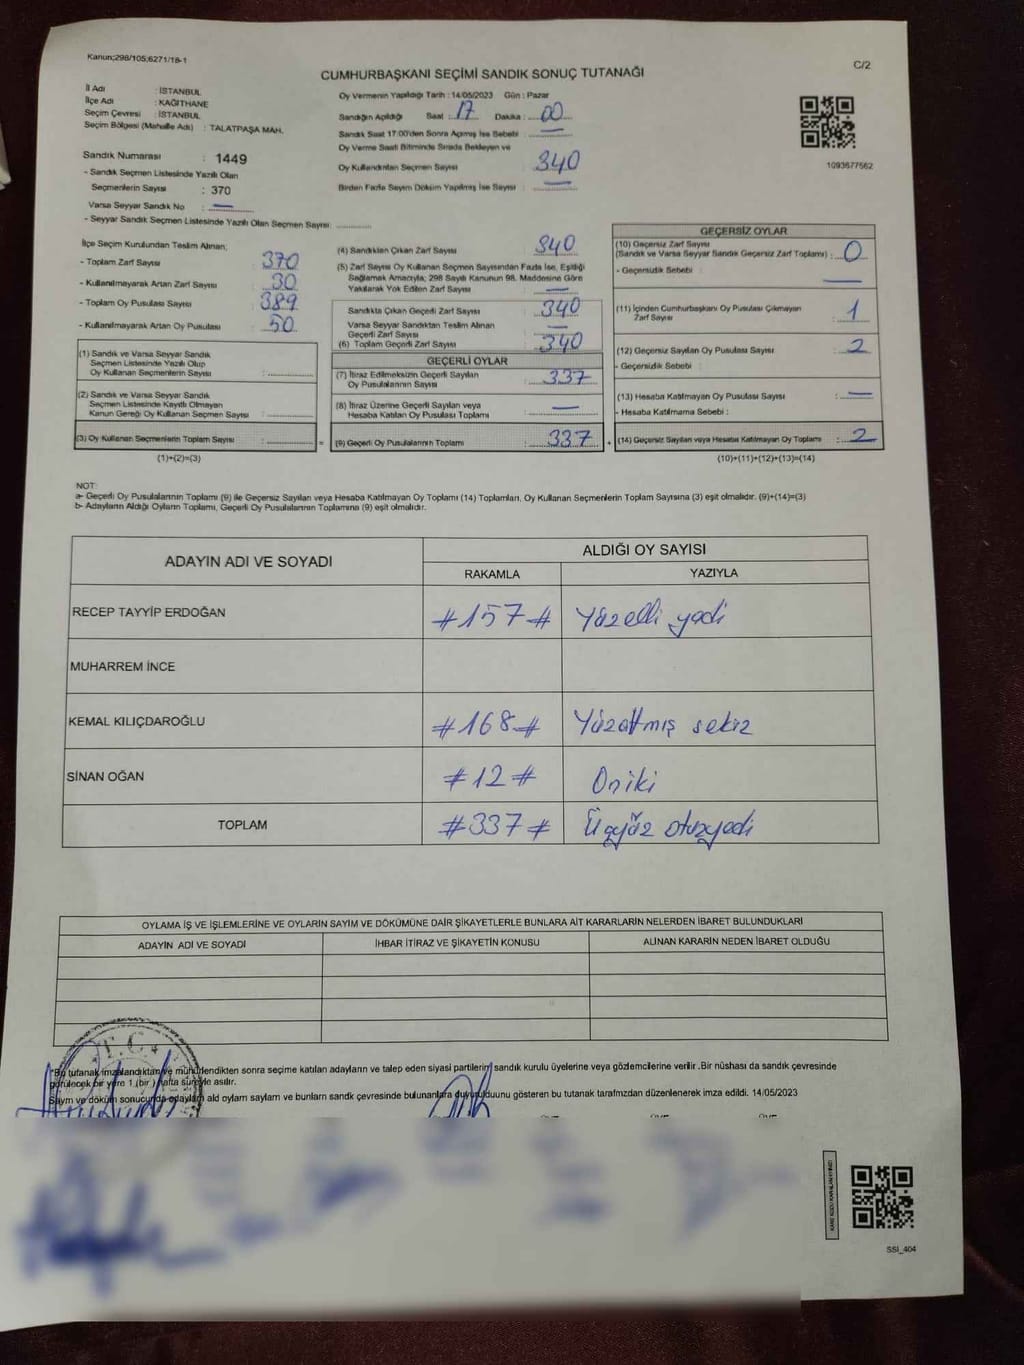 Kanun;298/105;6271/18-1
C/2
CUMHURBAŞKANI SEÇİMİ SANDIK SONUÇ TUTANAĞI
İl Adı : İSTANBUL
İlçe Adı : KAĞITHANE
Seçim Çevresi : İSTANBUL
Seçim Bölgesi (Mahalle Adı) : TALATPAŞA MAH.
Sandık Numarası : 1449
- Sandık Seçmen Listesinde Yazılı Olan
Seçmenlerin Sayısı : 370
Varsa Seyyar Sandık No : —
- Seyyar Sandık Seçmen Listesinde Yazılı Olan Seçmen Sayısı:
Oy Vermenin Yapıldığı Tarih : 14/05/2023 Gün : Pazar
Sandığın Açıldığı Saat : 17 Dakika : 00
Sandık Saat 17:00'den Sonra Açılmış İse Sebebi : —
Oy Verme Saati Bitiminde Sırada Bekleyen ve
Oy Kullandırılan Seçmen Sayısı 340
Birden Fazla Sayım Döküm Yapılmış İse Sayısı : —
1093677562
İlçe Seçim Kurulundan Teslim Alınan;
- Toplam Zarf Sayısı 370
- Kullanılmayarak Artan Zarf Sayısı 30
- Toplam Oy Pusulası Sayısı 389
- Kullanılmayarak Artan Oy Pusulası 50
(1) Sandık ve Varsa Seyyar Sandık
Seçmen Listesinde Yazılı Olup
Oy Kullanan Seçmenlerin Sayısı :
(2) Sandık ve Varsa Seyyar Sandık
Seçmen Listesinde Kayıtlı Olmayan
Kanun Gereği Oy Kullanan Seçmen Sayısı :
(3) Oy Kullanan Seçmenlerin Toplam Sayısı :
(1)+(2)=(3)
(4) Sandıktan Çıkan Zarf Sayısı 340
(5) Zarf Sayısı Oy Kullanan Seçmen Sayısından Fazla İse, Eşitliği
Sağlamak Amacıyla; 298 Sayılı Kanunun 98. Maddesine Göre
Yakılarak Yok Edilen Zarf Sayısı —
Sandıkta Çıkan Geçerli Zarf Sayısı 340
Varsa Seyyar Sandıktan Teslim Alınan
Geçerli Zarf Sayısı —
(6) Toplam Geçerli Zarf Sayısı 340
GEÇERLİ OYLAR
(7) İtiraz Edilmeksizin Geçerli Sayılan
Oy Pusulalarının Sayısı 337
(8) İtiraz Üzerine Geçerli Sayılan veya
Hesaba Katılan Oy Pusulası Toplamı —
= (9) Geçerli Oy Pusulalarının Toplamı 337 +
GEÇERSİZ OYLAR
(10) Geçersiz Zarf Sayısı
(Sandık ve Varsa Seyyar Sandık Geçersiz Zarf Toplamı) : 0
- Geçersizlik Sebebi : —
(11) İçinden Cumhurbaşkanı Oy Pusulası Çıkmayan
Zarf Sayısı : 1
(12) Geçersiz Sayılan Oy Pusulası Sayısı : 2
- Geçersizlik Sebebi :
(13) Hesaba Katılmayan Oy Pusulası Sayısı : —
- Hesaba Katılmama Sebebi :
(14) Geçersiz Sayılan veya Hesaba Katılmayan Oy Toplamı : 2
(10)+(11)+(12)+(13)=(14)
NOT:
a- Geçerli Oy Pusulalarının Toplamı (9) ile Geçersiz Sayılan veya Hesaba Katılmayan Oy Toplamı (14) Toplamları, Oy Kullanan Seçmenlerin Toplam Sayısına (3) eşit olmalıdır. (9)+(14)=(3)
b- Adayların Aldığı Oyların Toplamı, Geçerli Oy Pusulalarının Toplamına (9) eşit olmalıdır.
ADAYIN ADI VE SOYADI
ALDIĞI OY SAYISI
RAKAMLA YAZIYLA
RECEP TAYYİP ERDOĞAN #157# Yüzelli yedi
MUHARREM İNCE
KEMAL KILIÇDAROĞLU #168# Yüzaltmış sekiz
SİNAN OĞAN #12# Oniki
TOPLAM #337# Üçyüz otuzyedi
OYLAMA İŞ VE İŞLEMLERİNE VE OYLARIN SAYIM VE DÖKÜMÜNE DAİR ŞİKAYETLERLE BUNLARA AİT KARARLARIN NELERDEN İBARET BULUNDUKLARI
ADAYIN ADI VE SOYADI İHBAR İTİRAZ VE ŞİKAYETİN KONUSU ALINAN KARARIN NEDEN İBARET OLDUĞU
T.C.
*Bu tutanak imzalandıktan ve mühürlendikten sonra seçime katılan adayların ve talep eden siyasi partilerin sandık kurulu üyelerine veya gözlemcilerine verilir. Bir nüshası da sandık çevresinde
görülecek bir yere 1 (bir) hafta süreyle asılır.
Sayım ve döküm sonucunda adayların aldı oyların sayıların ve bunların sandık çevresinde bulunanlara duyurulduunu gösteren bu tutanak tarafımızdan düzenlenerek imza edildi. 14/05/2023
SSI_404